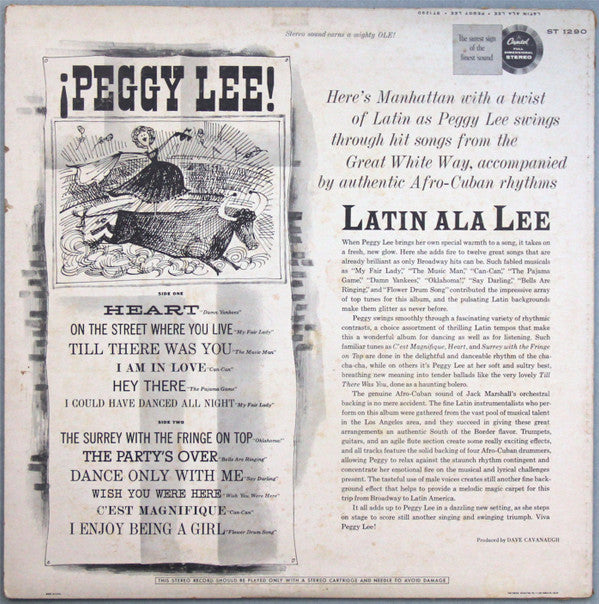 LATIN ALA LEE • PEGGY LEE • ST1290
Stereo sound earns a mighty OLE!
The surest sign
of the
finest sound
Capitol
FULL
DIMENSIONAL
STEREO
ST 1290
¡PEGGY LEE!
Here's Manhattan with a twist
of Latin as Peggy Lee swings
through hit songs from the
Great White Way, accompanied
by authentic Afro-Cuban rhythms
LATIN ALA LEE
When Peggy Lee brings her own special warmth to a song, it takes on
a fresh, new glow. Here she adds fire to twelve great songs that are
already brilliant as only Broadway hits can be. Such fabled musicals
as "My Fair Lady," "The Music Man," "Can-Can," "The Pajama
Game," "Damn Yankees," "Oklahoma!," "Say Darling," "Bells Are
Ringing," and "Flower Drum Song" contributed the impressive array
of top tunes for this album, and the pulsating Latin backgrounds
make them glitter as never before.
Peggy swings smoothly through a fascinating variety of rhythmic
contrasts, a choice assortment of thrilling Latin tempos that make
this a wonderful album for dancing as well as for listening. Such
familiar tunes as C'est Magnifique, Heart, and Surrey with the Fringe
on Top are done in the delightful and danceable rhythm of the cha
cha-cha, while on others it's Peggy Lee at her soft and sultry best,
breathing new meaning into tender ballads like the very lovely Till
There Was You, done as a haunting bolero.
The genuine Afro-Cuban sound of Jack Marshall's orchestral
backing is no mere accident. The fine Latin instrumentalists who per-
form on this album were gathered from the vast pool of musical talent
in the Los Angeles area, and they succeed in giving these great
arrangements an authentic South of the Border flavor. Trumpets,
guitars, and an agile flute section create some really exciting effects,
and all tracks feature the solid backing of four Afro-Cuban drummers,
allowing Peggy to relax against the staunch rhythm contingent and
concentrate her emotional fire on the musical and lyrical challenges
present. The tasteful use of male voices creates still another fine back-
ground effect that helps to provide a melodic magic carpet for this
trip from Broadway to Latin America.
It all adds up to Peggy Lee in a dazzling new setting, as she steps
on stage to score still another singing and swinging triumph. Viva
Peggy Lee!
Produced by DAVE CAVANAUGH
SIDE ONE
HEART "Damn Yankees"
ON THE STREET WHERE YOU LIVE "My Fair Lady"
TILL THERE WAS YOU "The Music Man"
I AM IN LOVE "Can-Can"
HEY THERE "The Pajama Game"
I COULD HAVE DANCED ALL NIGHT "My Fair Lady"
SIDE TWO
THE SURREY WITH THE FRINGE ON TOP "Oklahoma!"
THE PARTY'S OVER "Bells Are Ringing"
DANCE ONLY WITH ME "Say Darling"
WISH YOU WERE HERE "Wish You Were Here"
C'EST MAGNIFIQUE "Can-Can"
I ENJOY BEING A GIRL "Flower Drum Song"
THIS STEREO RECORD SHOULD BE PLAYED ONLY WITH A STEREO CARTRIDGE AND NEEDLE TO AVOID DAMAGE